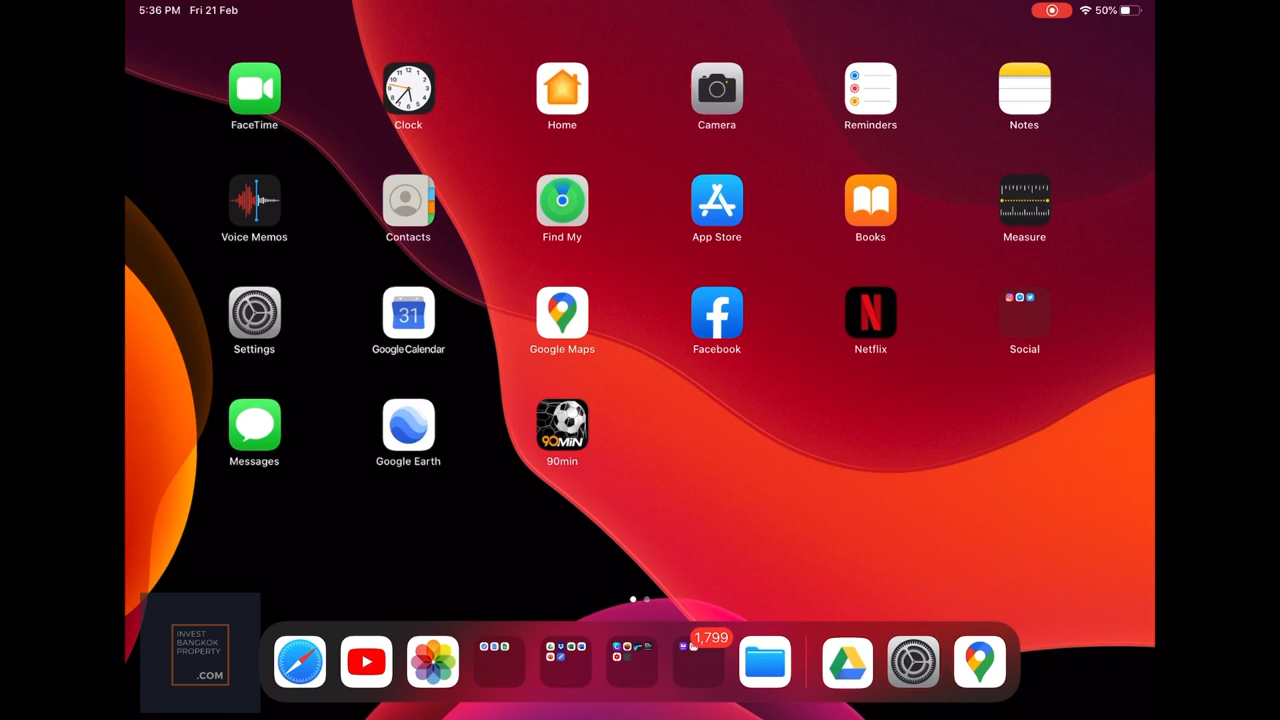 5:36 PM Fri 21 Feb
50%
FaceTime
Clock
Home
Camera
Reminders
Notes
Voice Memos
Contacts
Find My
App Store
Books
Measure
31
Settings
Google Calendar
Google Maps
Facebook
Netflix
Social
90MiN
Messages
Google Earth
90min
1,799
INVEST
BANGKOK
PROPERTY
.COM